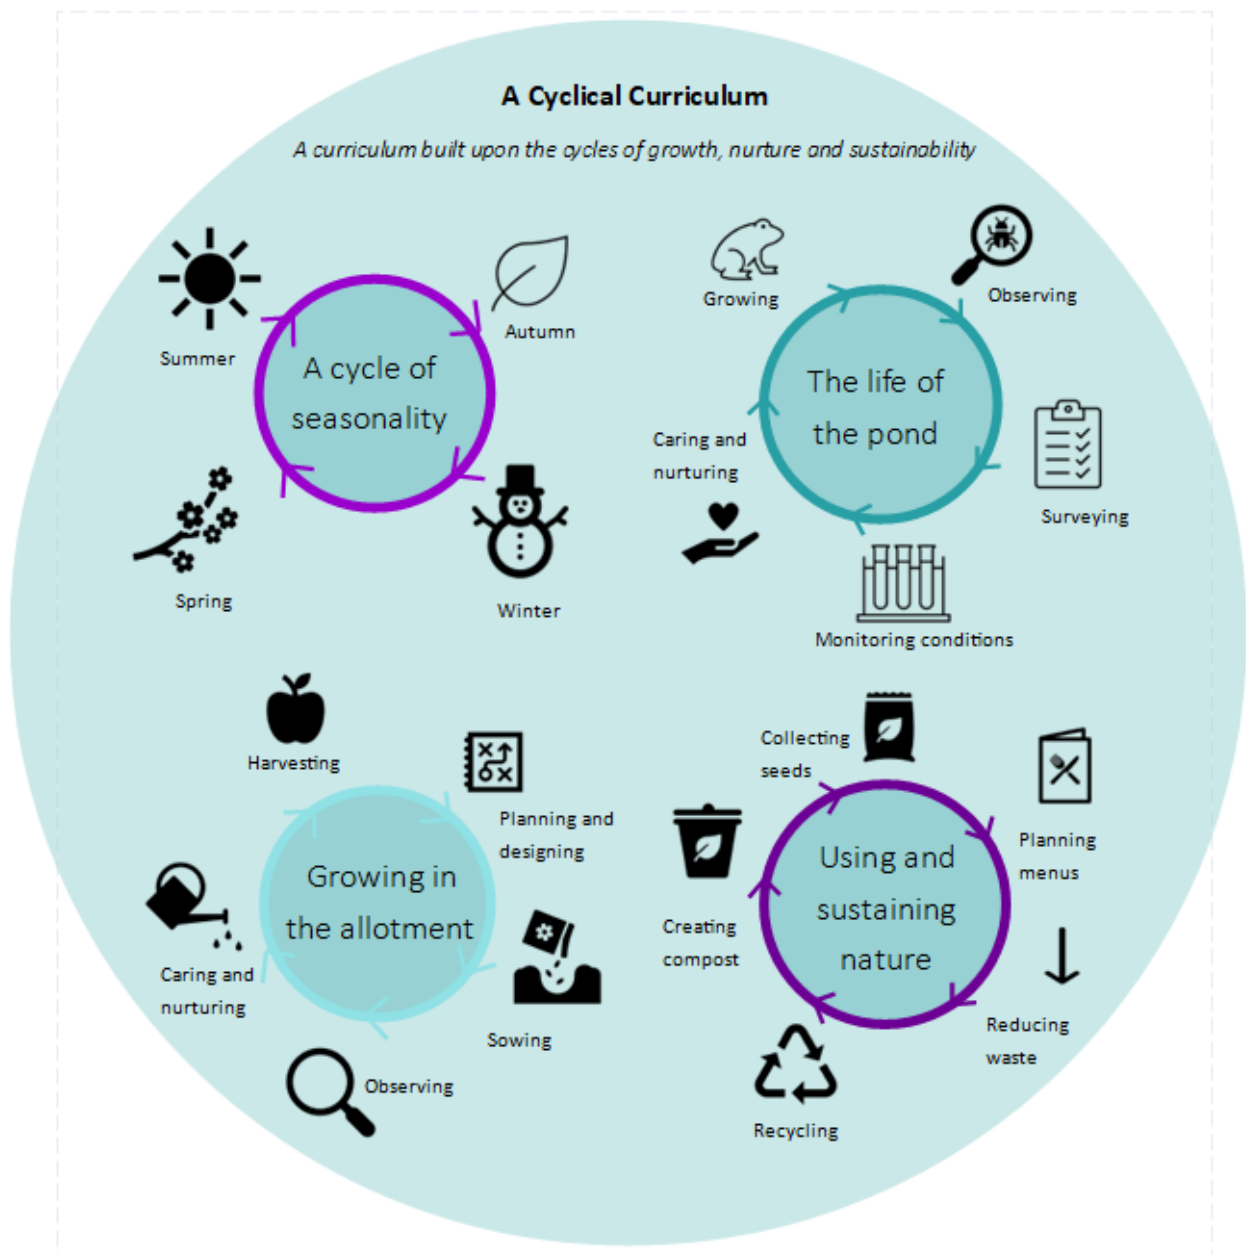 A Cyclical Curriculum
A curriculum built upon the cycles of growth, nurture and sustainability
Summer
Autumn
A cycle of
seasonality
Spring
Winter
Growing
Observing
The life of
the pond
Caring and
nurturing
Surveying
Monitoring conditions
Harvesting
Planning and
designing
Growing in
the allotment
Caring and
nurturing
Sowing
Observing
Collecting
seeds
Planning
menus
Using and
sustaining
nature
Creating
compost
Reducing
waste
Recycling